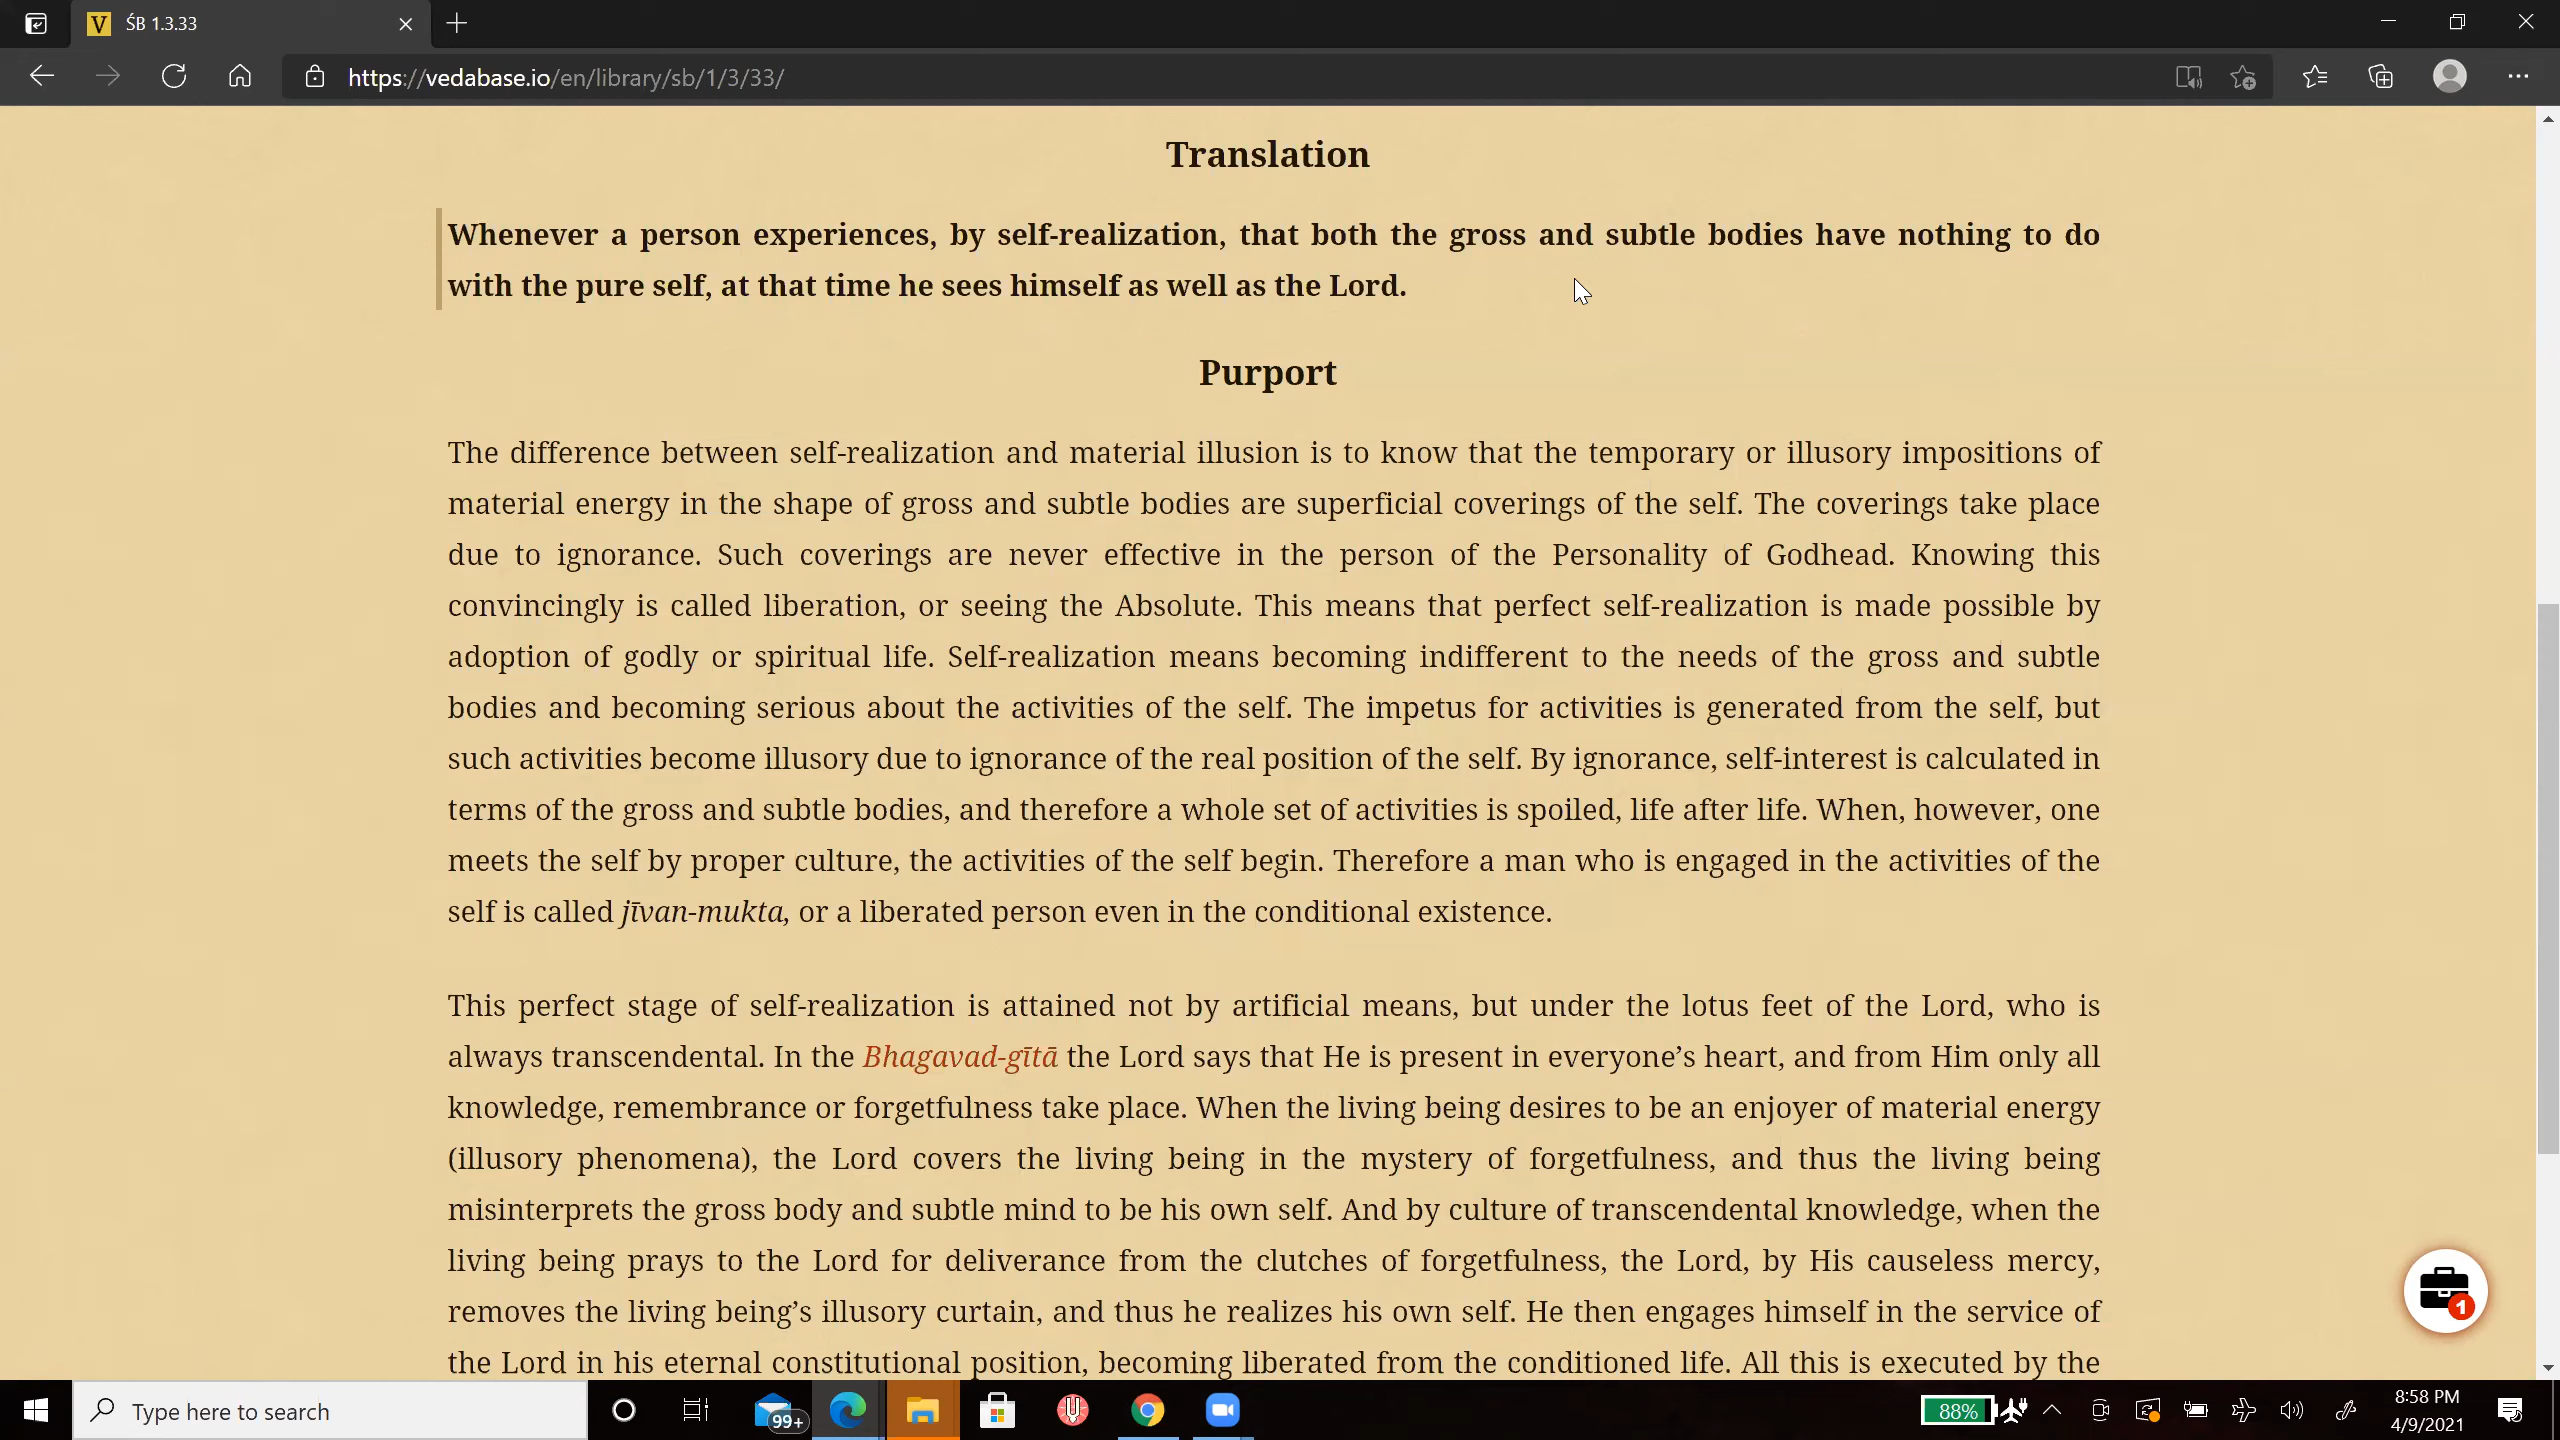 V ŚB 1.3.33
https://vedabase.io/en/library/sb/1/3/33/
Translation
Whenever a person experiences, by self-realization, that both the gross and subtle bodies have nothing to do
with the pure self, at that time he sees himself as well as the Lord.
Purport
The difference between self-realization and material illusion is to know that the temporary or illusory impositions of
material energy in the shape of gross and subtle bodies are superficial coverings of the self. The coverings take place
due to ignorance. Such coverings are never effective in the person of the Personality of Godhead. Knowing this
convincingly is called liberation, or seeing the Absolute. This means that perfect self-realization is made possible by
adoption of godly or spiritual life. Self-realization means becoming indifferent to the needs of the gross and subtle
bodies and becoming serious about the activities of the self. The impetus for activities is generated from the self, but
such activities become illusory due to ignorance of the real position of the self. By ignorance, self-interest is calculated in
terms of the gross and subtle bodies, and therefore a whole set of activities is spoiled, life after life. When, however, one
meets the self by proper culture, the activities of the self begin. Therefore a man who is engaged in the activities of the
self is called jīvan-mukta, or a liberated person even in the conditional existence.
This perfect stage of self-realization is attained not by artificial means, but under the lotus feet of the Lord, who is
always transcendental. In the Bhagavad-gītā the Lord says that He is present in everyone’s heart, and from Him only all
knowledge, remembrance or forgetfulness take place. When the living being desires to be an enjoyer of material energy
(illusory phenomena), the Lord covers the living being in the mystery of forgetfulness, and thus the living being
misinterprets the gross body and subtle mind to be his own self. And by culture of transcendental knowledge, when the
living being prays to the Lord for deliverance from the clutches of forgetfulness, the Lord, by His causeless mercy,
removes the living being’s illusory curtain, and thus he realizes his own self. He then engages himself in the service of
the Lord in his eternal constitutional position, becoming liberated from the conditioned life. All this is executed by the
1
Type here to search
99+
88%
8:58 PM
4/9/2021